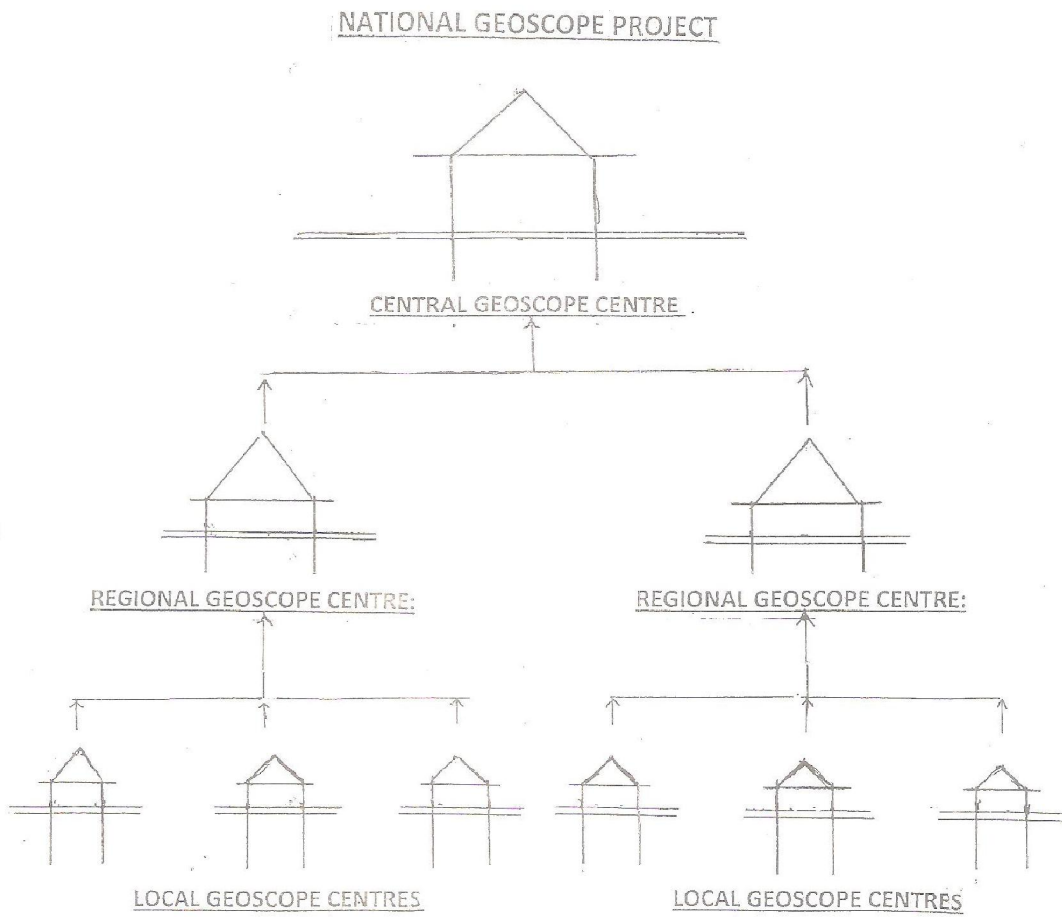 NATIONAL GEOSCOPE PROJECT
CENTRAL GEOSCOPE CENTRE
REGIONAL GEOSCOPE CENTRE:
REGIONAL GEOSCOPE CENTRE:
LOCAL GEOSCOPE CENTRES
LOCAL GEOSCOPE CENTRES